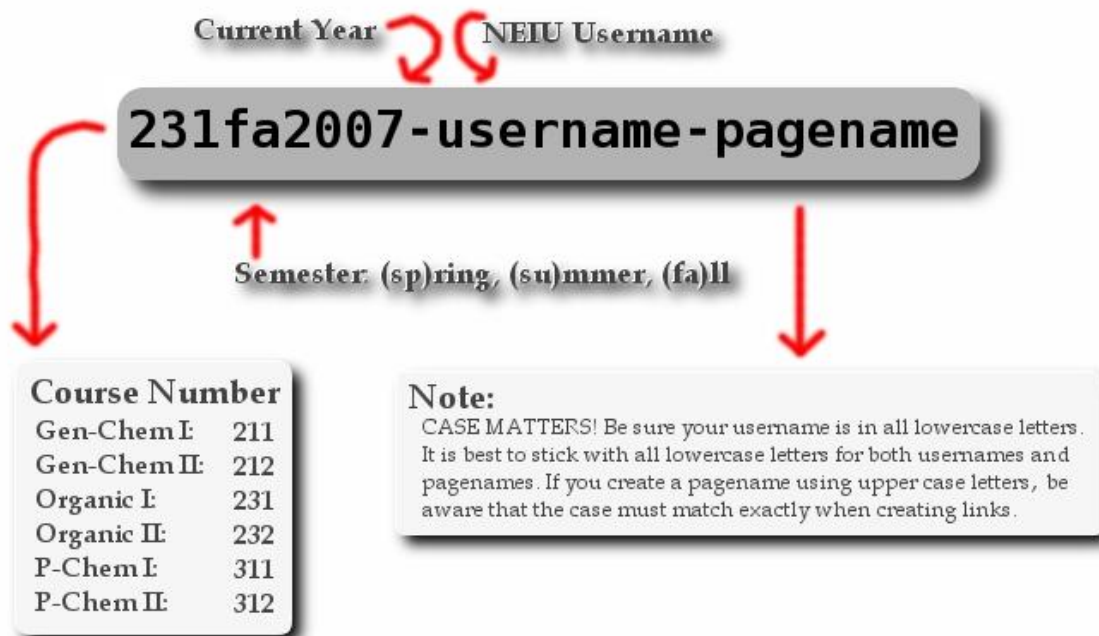 Current Year
NEIU Username
231fa2007-username-pagename
Semester: (sp)ring, (su)mmer, (fa)ll
Course Number
Gen-Chem I: 211
Gen-Chem II: 212
Organic I: 231
Organic II: 232
P-Chem I: 311
P-Chem II: 312
Note:
CASE MATTERS! Be sure your username is in all lowercase letters.
It is best to stick with all lowercase letters for both usernames and
pagenames. If you create a pagename using upper case letters, be
aware that the case must match exactly when creating links.